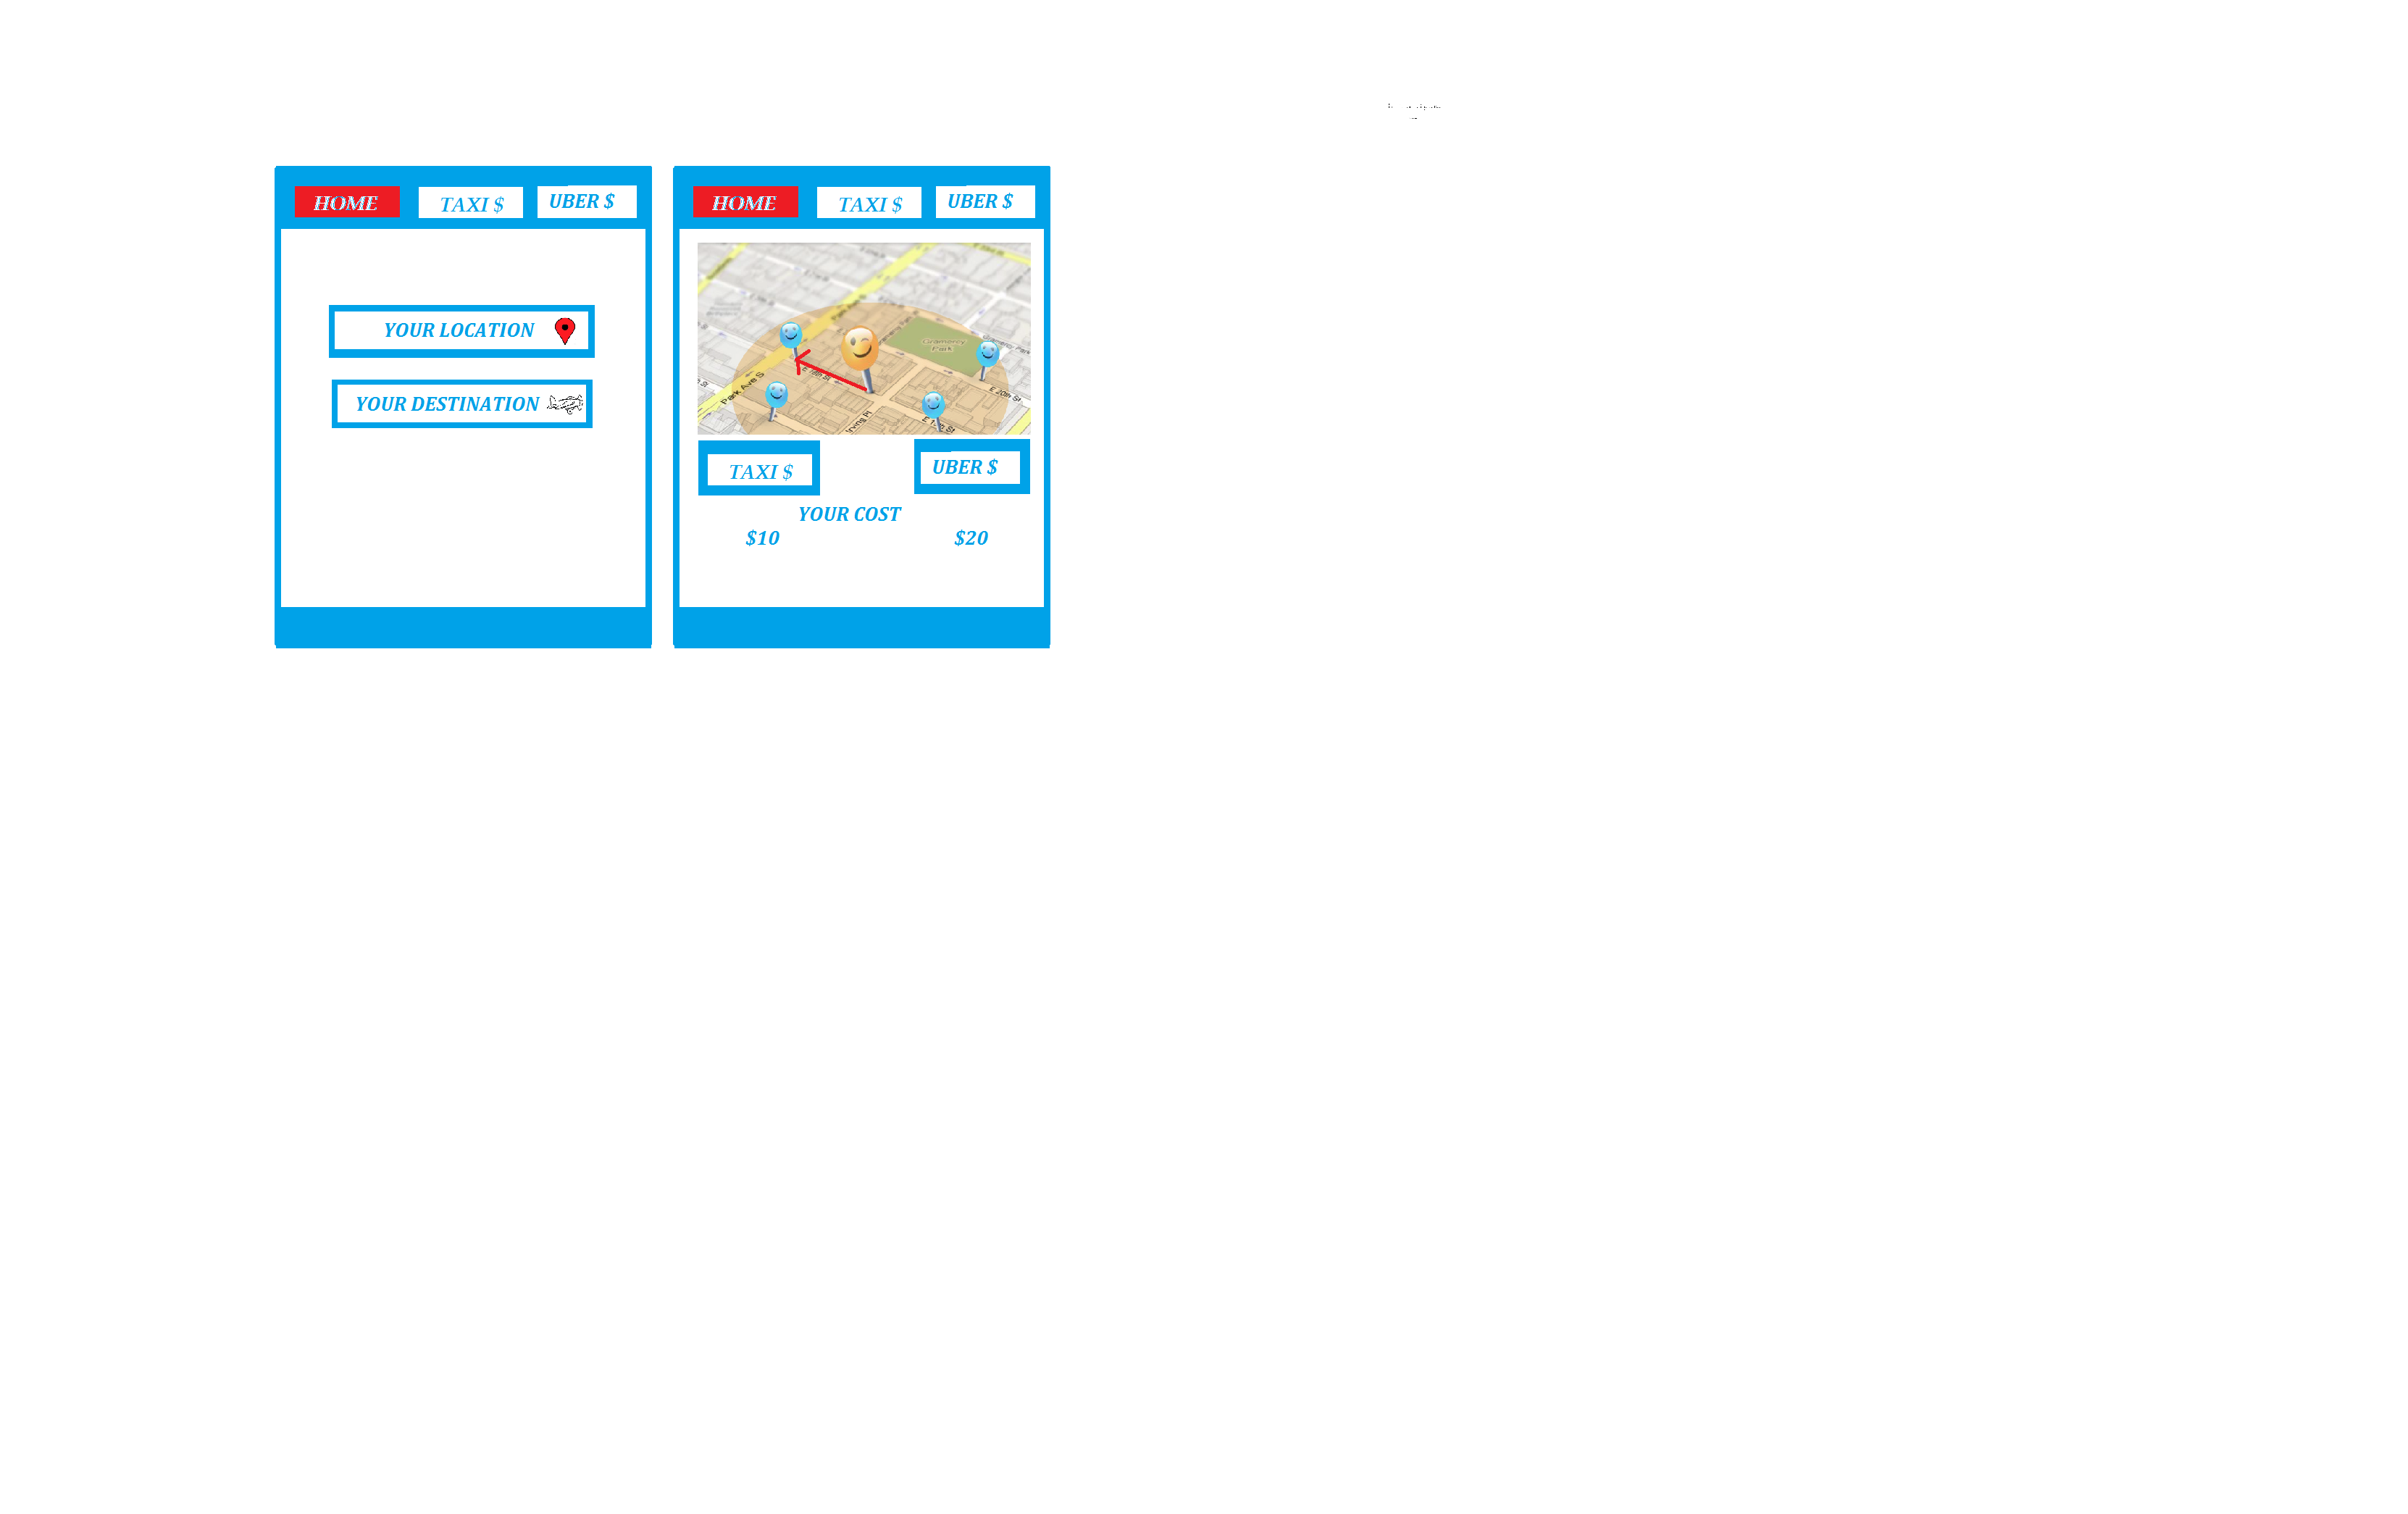 HOME TAXI $ UBER $
YOUR LOCATION
YOUR DESTINATION
HOME TAXI $ UBER $
Gramercy
Park
Park Ave S
E 20th St
Irving Pl
TAXI $ UBER $
YOUR COST
$10 $20